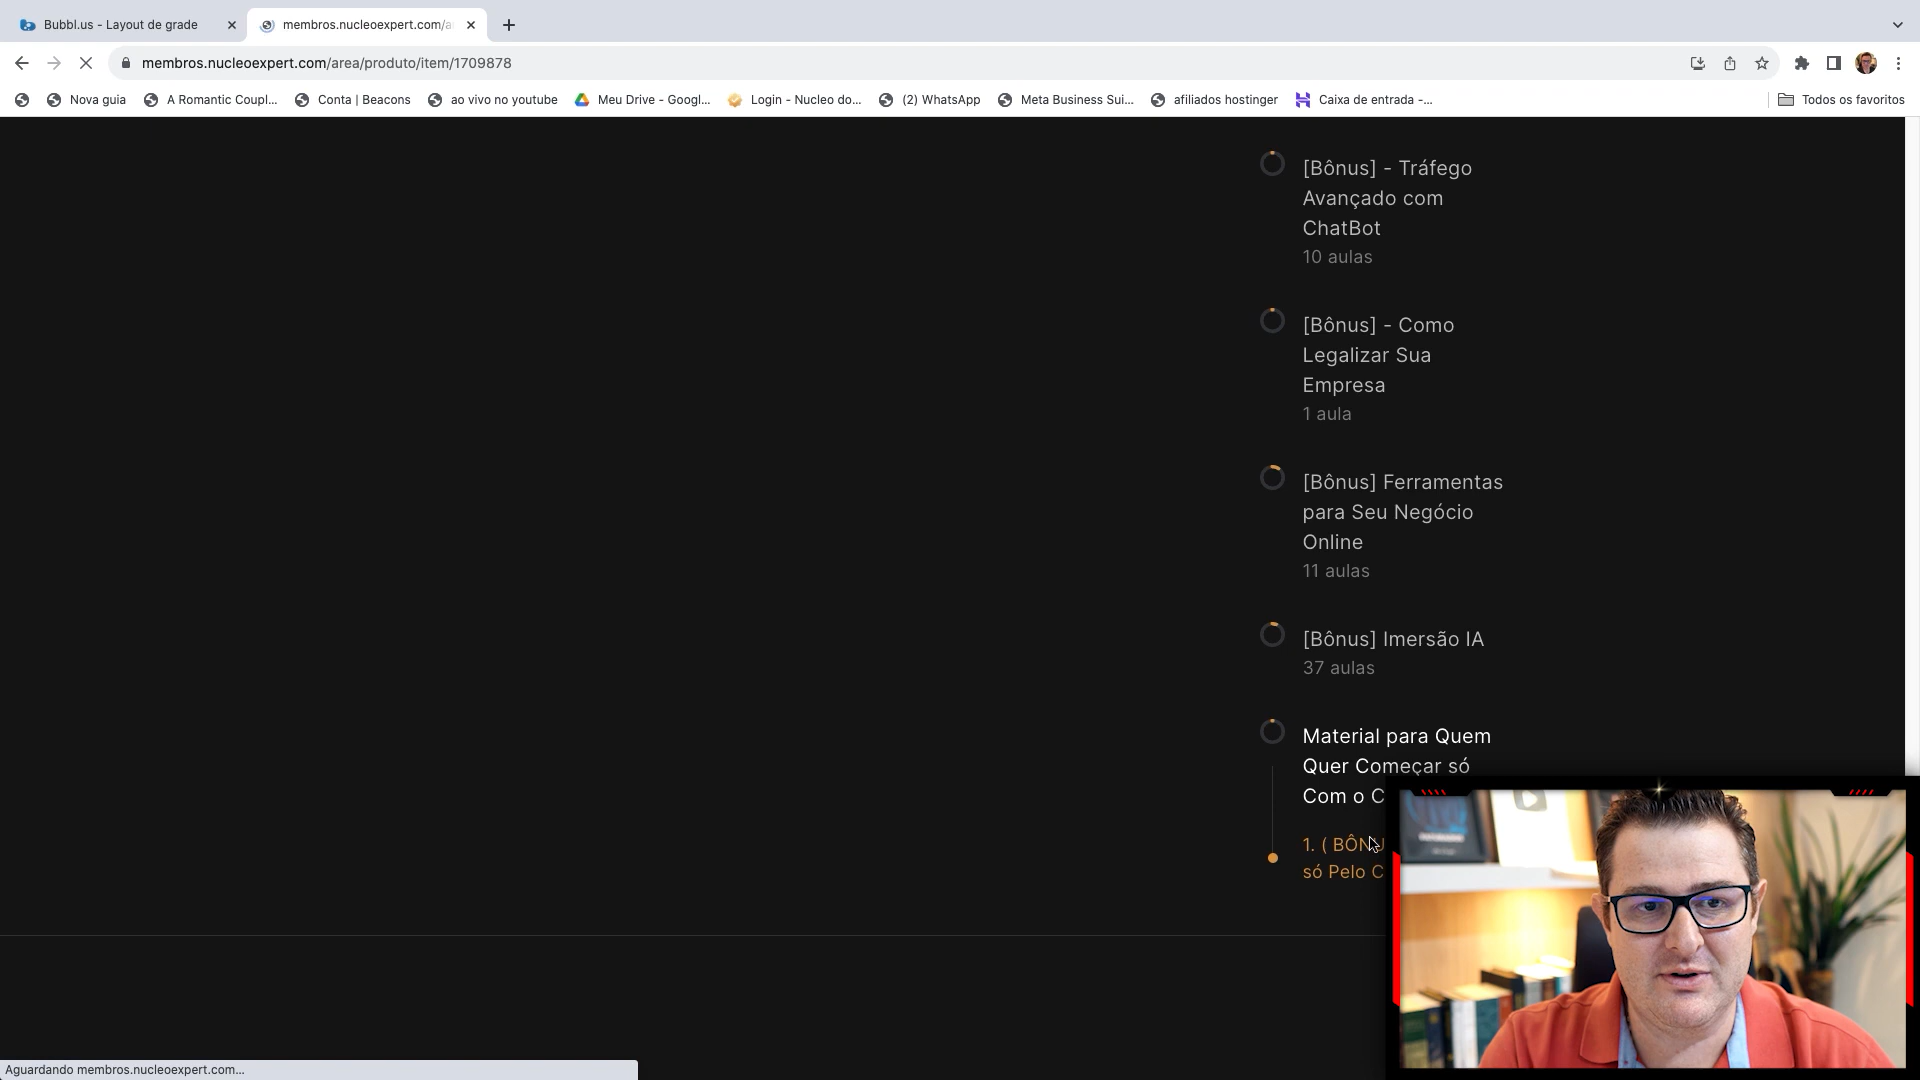 Bubbl.us - Layout de grade
membros.nucleoexpert.com/a
membros.nucleoexpert.com/area/produto/item/1709878
Nova guia
A Romantic Coupl...
Conta | Beacons
ao vivo no youtube
Meu Drive - Googl...
Login - Nucleo do...
(2) WhatsApp
Meta Business Sui...
afiliados hostinger
Caixa de entrada -...
Todos os favoritos
[Bônus] - Tráfego
Avançado com
ChatBot
10 aulas
[Bônus] - Como
Legalizar Sua
Empresa
1 aula
[Bônus] Ferramentas
para Seu Negócio
Online
11 aulas
[Bônus] Imersão IA
37 aulas
Material para Quem
Quer Começar só
Com o C
1. ( BÔNU
só Pelo C
Aguardando membros.nucleoexpert.com...